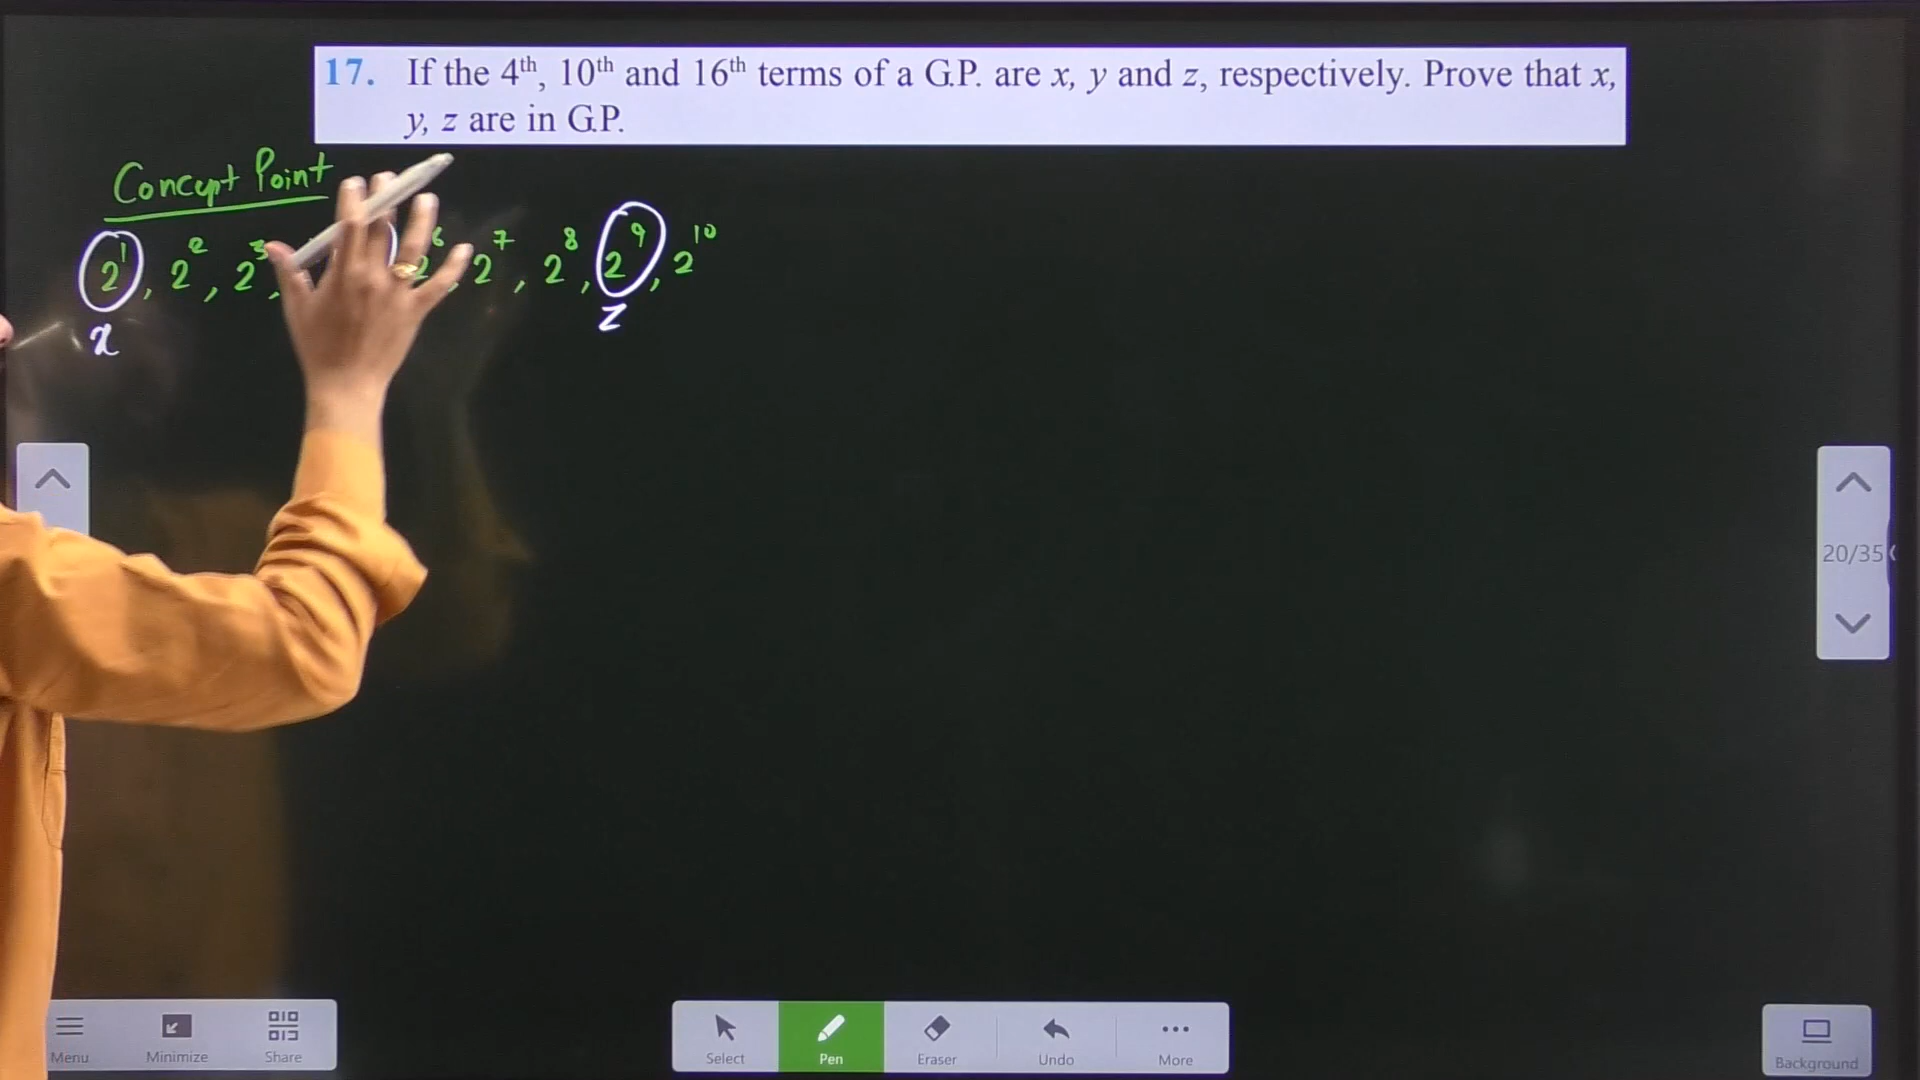 17. If the 4th, 10th and 16th terms of a G.P. are x, y and z, respectively. Prove that x,
y, z are in G.P.
Concept Point
2^1, 2^2, 2^3, 2^6, 2^7, 2^8, 2^9, 2^10
x z
20/35
Menu Minimize Share Select Pen Eraser Undo More Background